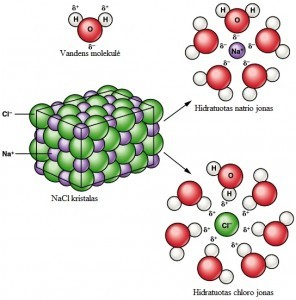 δ+ δ+
H H
O
δ−
Vandens molekulė
H H
O
δ−
δ− Na+ δ−
δ− δ−
Hidratuotas natrio jonas
Cl−
Na+
NaCl kristalas
δ+
O
H
H
δ+ δ+
δ+ Cl− δ+
δ+ δ+
δ+
Hidratuotas chloro jonas